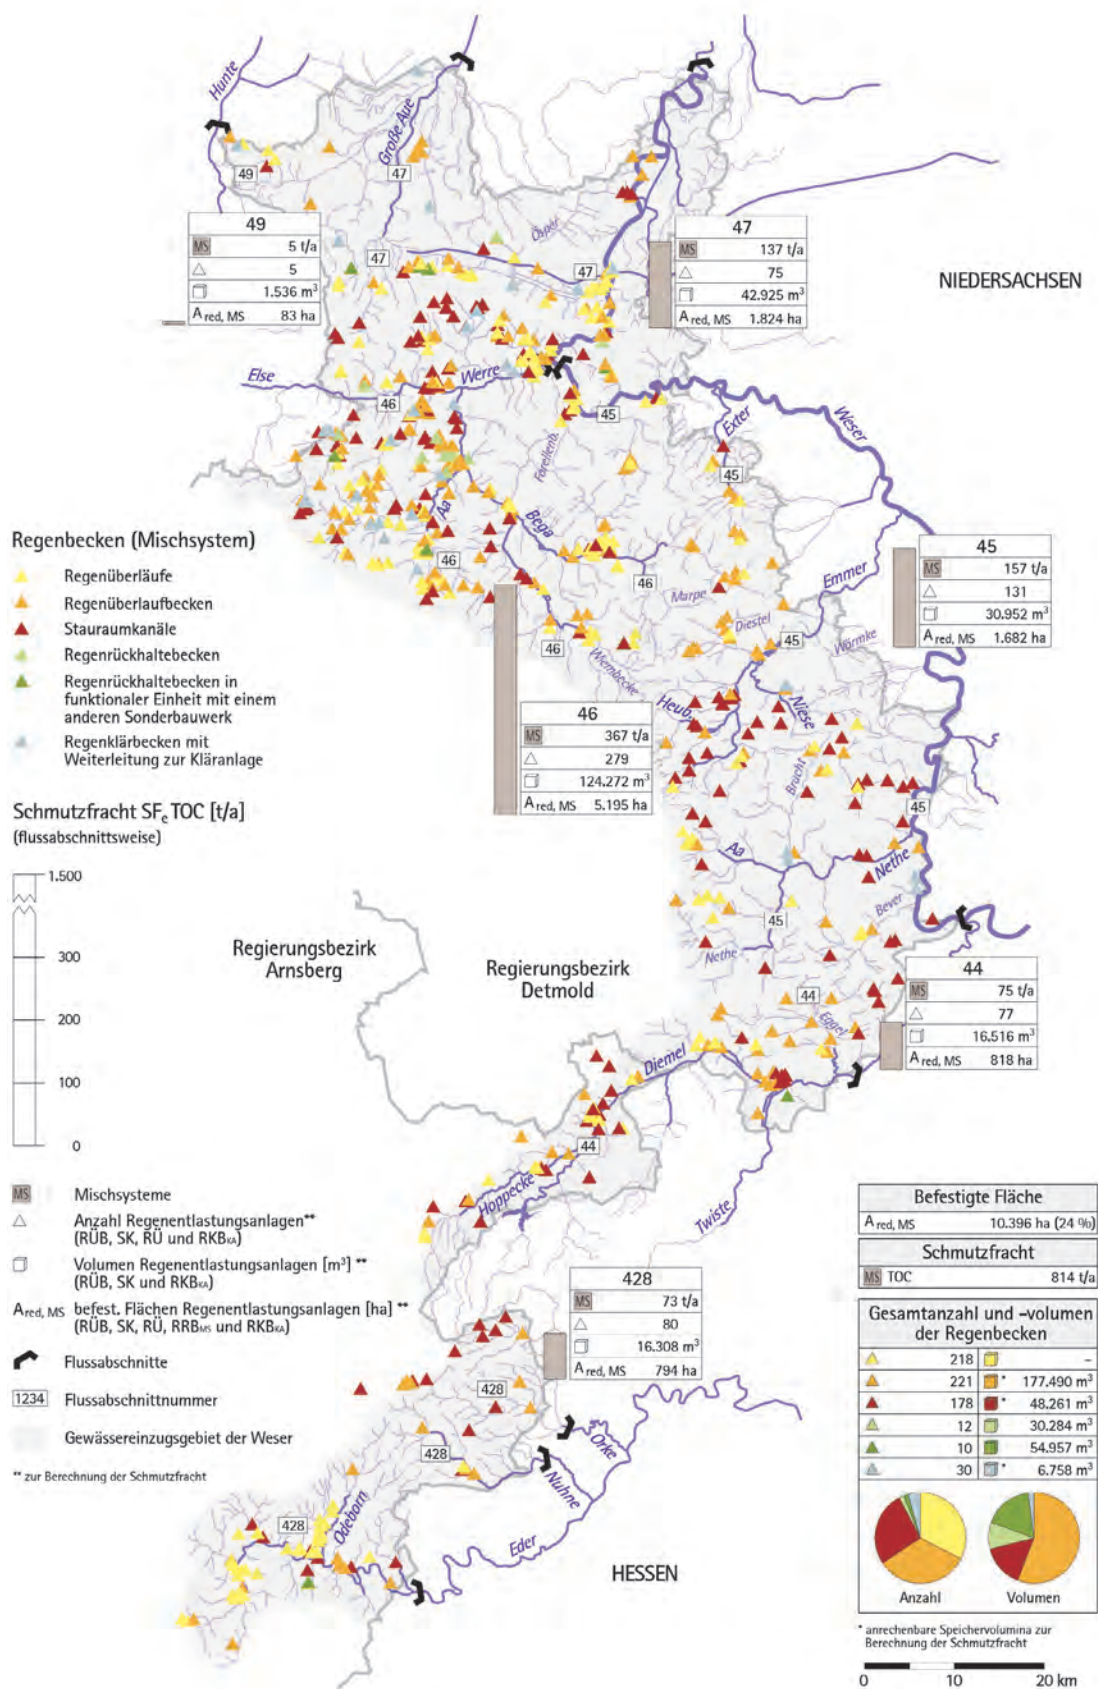 Hunte
Große Aue
49
47
49
MS 5 t/a
5
1.536 m³
A red, MS 83 ha
Ösper
47
47
47
MS 137 t/a
75
42.925 m³
A red, MS 1.824 ha
NIEDERSACHSEN
Else
Werre
46
45
Forellenb.
Exter
45
Weser
Aa
Bega
46
46
Emmer
45
MS 157 t/a
131
30.952 m³
A red, MS 1.682 ha
Marpe
Diestel
45
Wörmke
46
Wiembecke
Heub.
Niese
46
MS 367 t/a
279
124.272 m³
A red, MS 5.195 ha
Brucht
45
Aa
Nethe
Bever
45
Nethe
Regenbecken (Mischsystem)
Regenüberläufe
Regenüberlaufbecken
Stauraumkanäle
Regenrückhaltebecken
Regenrückhaltebecken in
funktionaler Einheit mit einem
anderen Sonderbauwerk
Regenklärbecken mit
Weiterleitung zur Kläranlage
Schmutzfracht SFe TOC [t/a]
(flussabschnittsweise)
1.500
300
200
100
0
Regierungsbezirk
Arnsberg
Regierungsbezirk
Detmold
44
MS 75 t/a
77
16.516 m³
A red, MS 818 ha
44
Eggel
Diemel
44
Hoppecke
Twiste
MS Mischsysteme
Anzahl Regenentlastungsanlagen**
(RÜB, SK, RÜ und RKBKA)
Volumen Regenentlastungsanlagen [m³] **
(RÜB, SK und RKBKA)
A red, MS befest. Flächen Regenentlastungsanlagen [ha] **
(RÜB, SK, RÜ, RRBMS und RKBKA)
Flussabschnitte
1234 Flussabschnittnummer
Gewässereinzugsgebiet der Weser
** zur Berechnung der Schmutzfracht
428
MS 73 t/a
80
16.308 m³
A red, MS 794 ha
428
428
Orke
Nuhne
428
Odeborn
Eder
HESSEN
Befestigte Fläche
A red, MS 10.396 ha (24 %)
Schmutzfracht
MS TOC 814 t/a
Gesamtanzahl und –volumen
der Regenbecken
218 –
221 * 177.490 m³
178 * 48.261 m³
12 30.284 m³
10 54.957 m³
30 * 6.758 m³
Anzahl Volumen
* anrechenbare Speichervolumina zur
Berechnung der Schmutzfracht
0 10 20 km